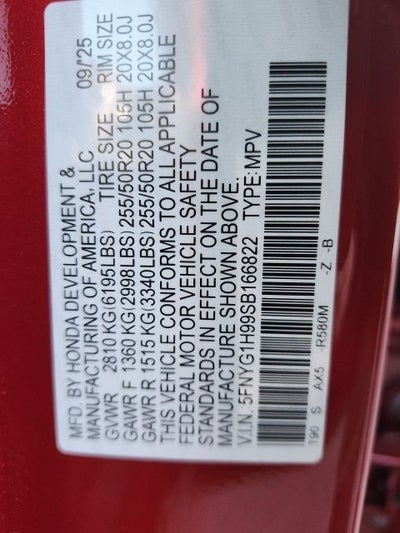 MFD. BY HONDA DEVELOPMENT &
MANUFACTURING OF AMERICA, LLC 09/'25
GVWR 2810 KG(6195LBS) TIRE SIZE RIM SIZE
GAWR F 1360 KG(2998LBS) 255/50R20 105H 20X8.0J
GAWR R 1515 KG(3340LBS) 255/50R20 105H 20X8.0J
THIS VEHICLE CONFORMS TO ALL APPLICABLE
FEDERAL MOTOR VEHICLE SAFETY
STANDARDS IN EFFECT ON THE DATE OF
MANUFACTURE SHOWN ABOVE.
V.I.N. 5FNYG1H99SB166822 TYPE: MPV
T90 S AX5 -R580M -Z -B